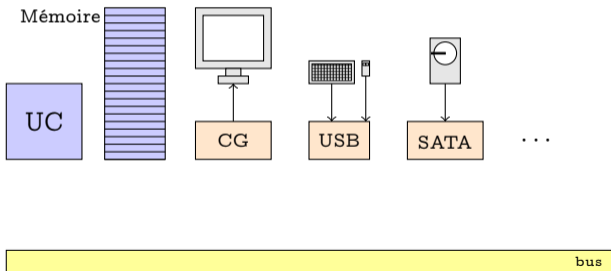 Mémoire
UC
CG
USB
SATA
...
bus